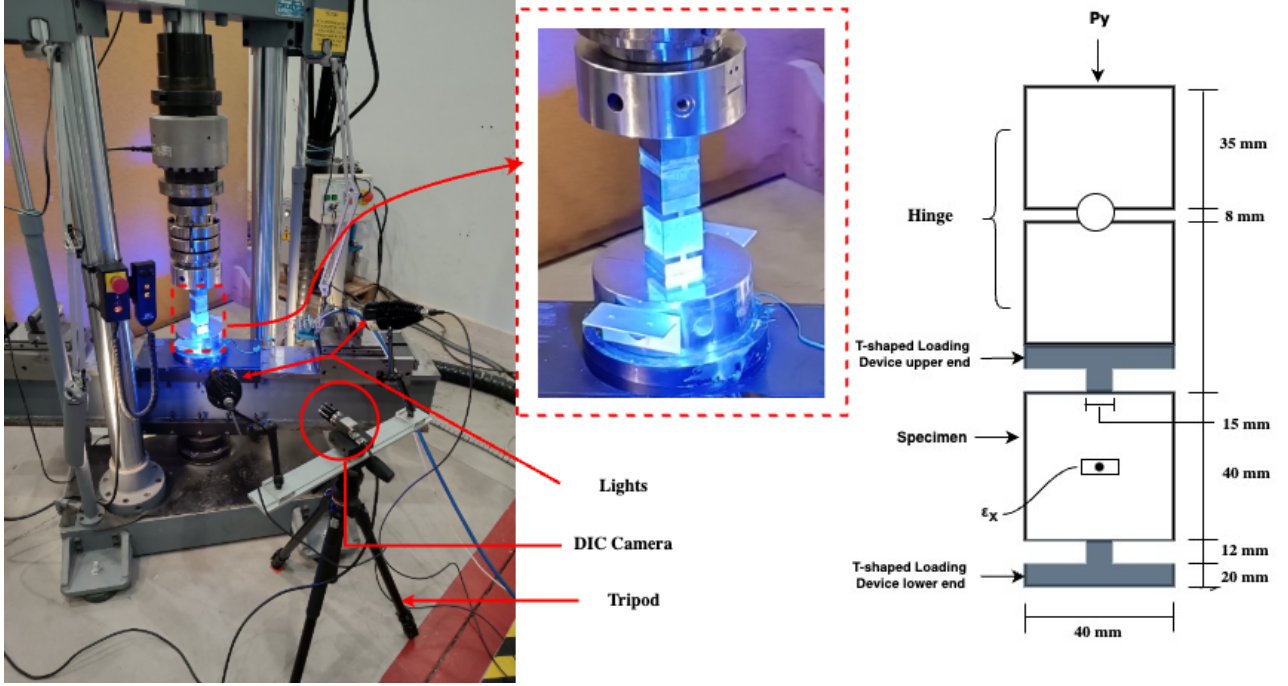 Lights
DIC Camera
Tripod
Py
35 mm
Hinge
8 mm
T-shaped Loading
Device upper end
15 mm
Specimen
40 mm
εx
12 mm
T-shaped Loading
Device lower end
20 mm
40 mm